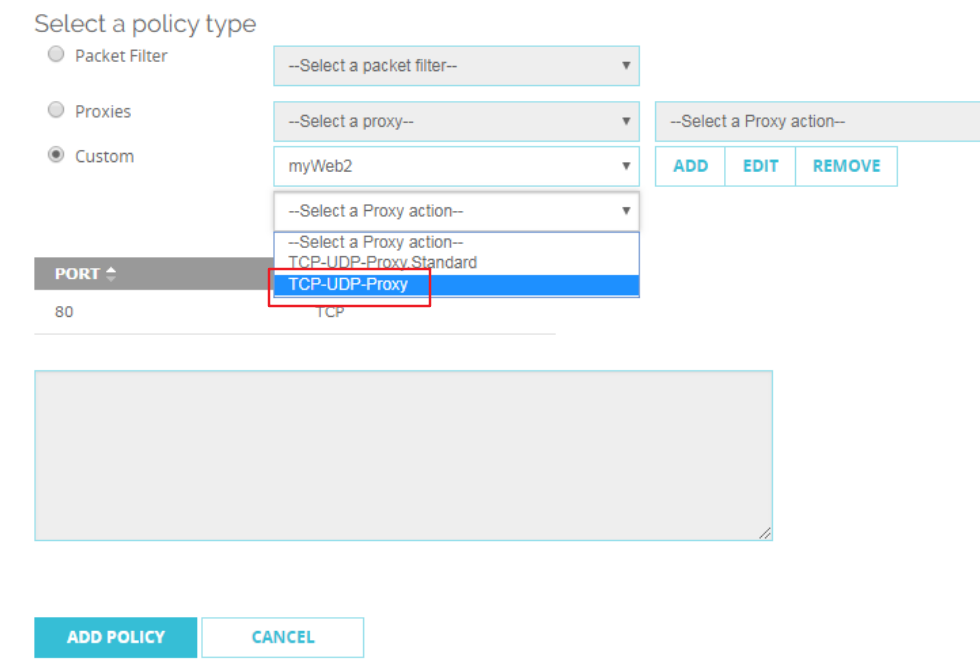 Select a policy type
Packet Filter
--Select a packet filter--
Proxies
--Select a proxy--
--Select a Proxy action--
Custom
myWeb2
ADD
EDIT
REMOVE
--Select a Proxy action--
--Select a Proxy action--
TCP-UDP-Proxy.Standard
TCP-UDP-Proxy
PORT
80
TCP
ADD POLICY
CANCEL